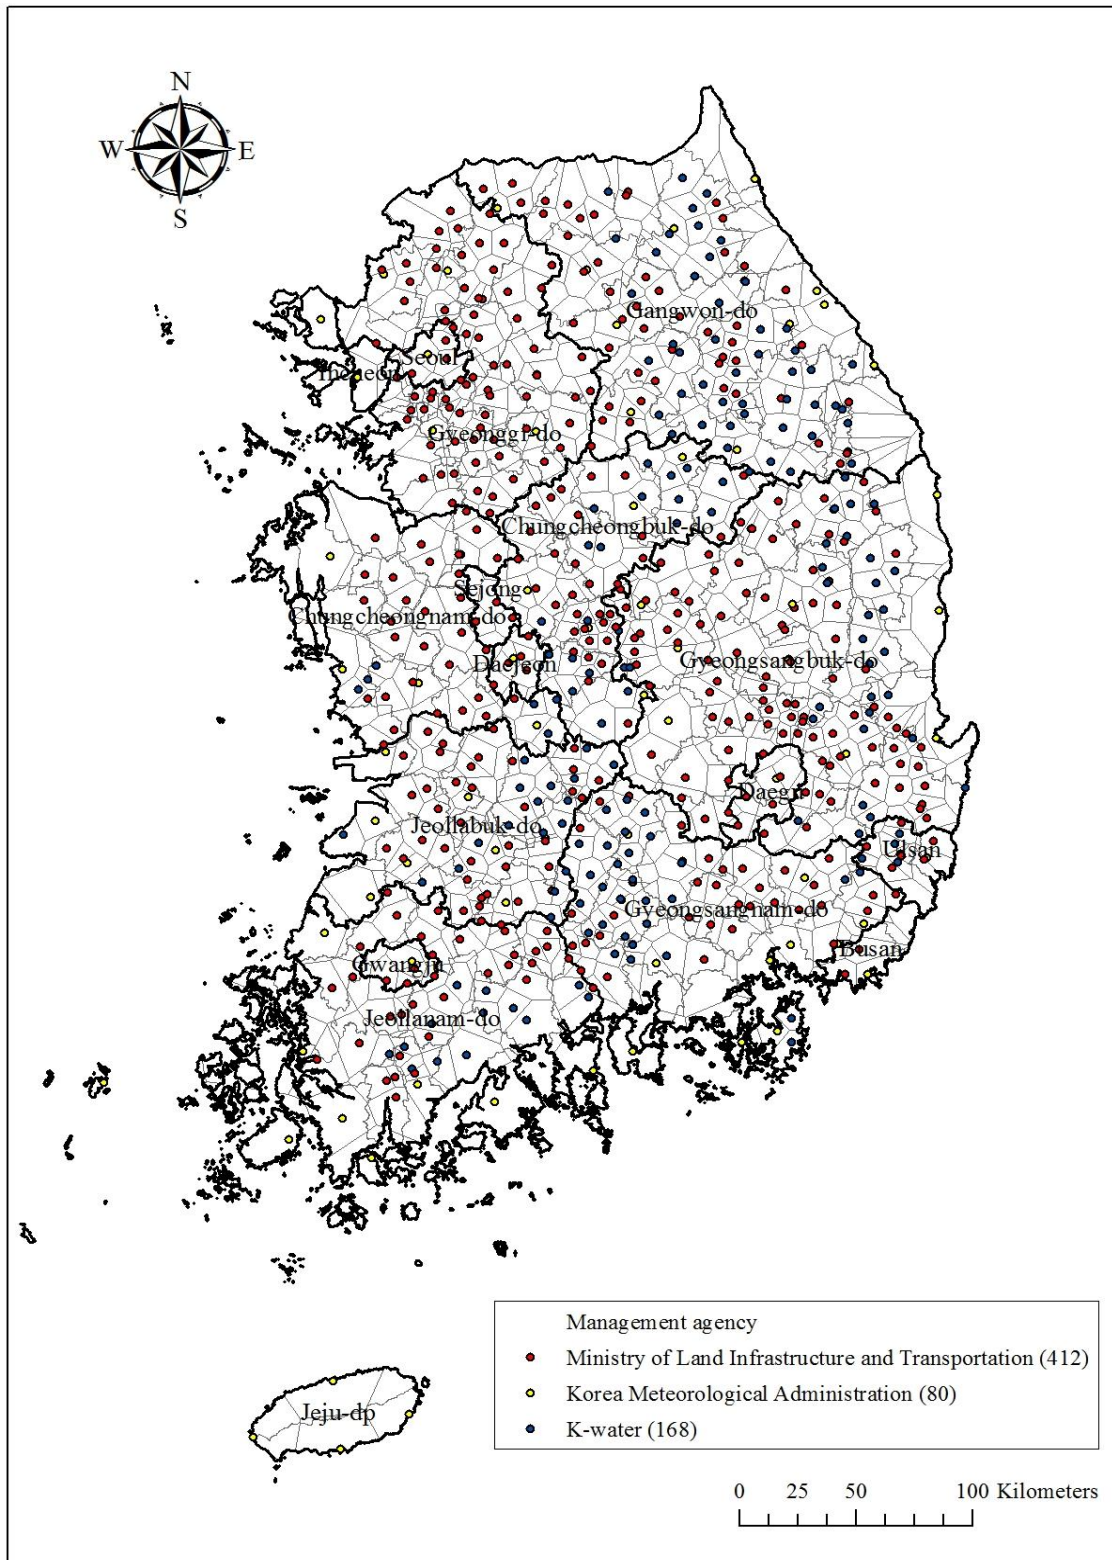 N
W E
S
Gangwon-do
Seoul
Incheon
Gyeonggi-do
Chungcheongbuk-do
Sejong
Chungcheongnam-do
Daejeon
Gyeongsangbuk-do
Daegu
Jeollabuk-do
Ulsan
Gyeongsangnam-do
Busan
Gwangju
Jeollanam-do
Jeju-dp
Management agency
Ministry of Land Infrastructure and Transportation (412)
Korea Meteorological Administration (80)
K-water (168)
0 25 50 100 Kilometers